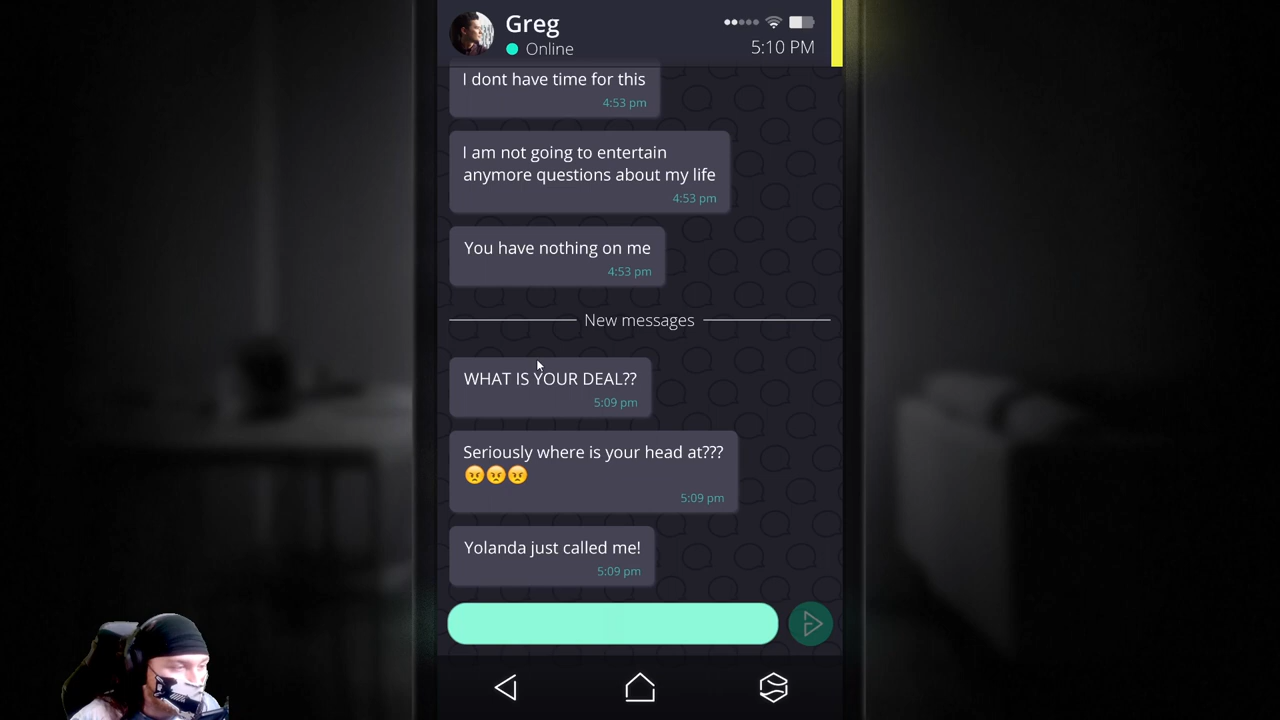 Greg
Online
5:10 PM
I dont have time for this
4:53 pm
I am not going to entertain
anymore questions about my life
4:53 pm
You have nothing on me
4:53 pm
New messages
WHAT IS YOUR DEAL??
5:09 pm
Seriously where is your head at???
😠😠😠
5:09 pm
Yolanda just called me!
5:09 pm